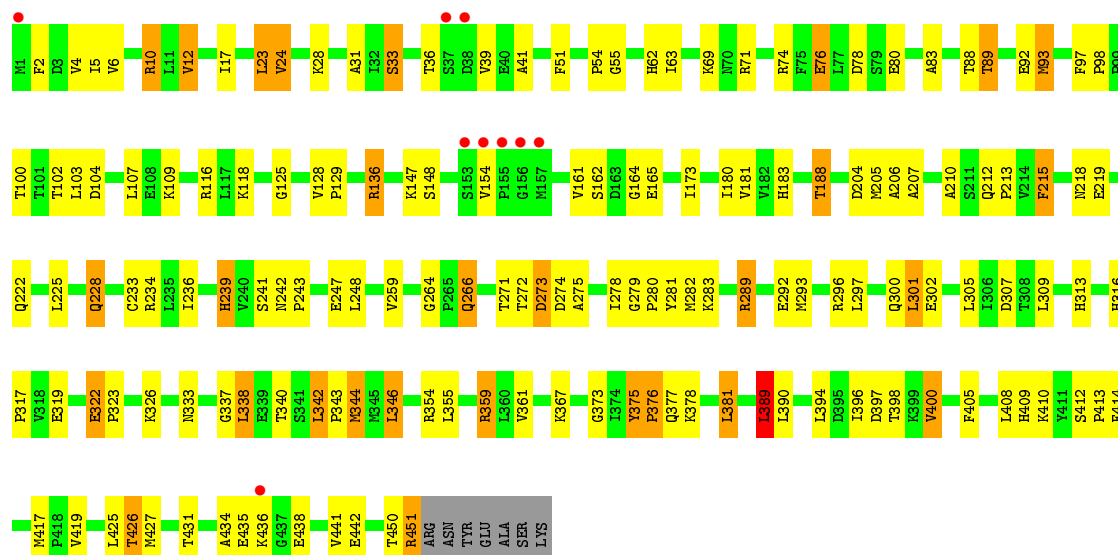 M1 F2 D3 V4 I5 V6 R10 L11 V12 I17 L23 V24 K28 A31 I32 S33 T36 S37 D38 V39 E40 A41 F51 P54 G55 H62 I63 K69 N70 R71 R74 F75 E76 L77 D78 S79 E80 A83 T88 T89 E92 M93 F97 P98 P99
T100 T101 T102 L103 D104 L107 E108 K109 R116 L117 K118 G125 V128 P129 R136 K147 S148 S153 V154 P155 G156 M157 V161 S162 D163 G164 E165 I173 I180 V181 V182 H183 T188 D204 M205 A206 A207 A210 S211 Q212 P213 V214 F215 N218 E219
Q222 L225 Q228 C233 R234 L235 I236 H239 V240 S241 N242 P243 E247 L248 V259 G264 P265 Q266 T271 T272 D273 D274 A275 I278 G279 P280 Y281 M282 K283 R289 E292 M293 R296 L297 Q300 L301 E302 L305 I306 D307 T308 L309 H313 H316
P317 V318 E319 E322 P323 K326 N333 G337 L338 E339 T340 S341 L342 P343 M344 M345 L346 R354 L355 R359 L360 V361 K367 G373 I374 Y375 P376 Q377 K378 L381 L389 L390 L394 D395 I396 D397 T398 K399 V400 F405 L408 H409 K410 Y411 S412 P413
M417 P418 V419 L425 T426 M427 T431 A434 E435 K436 G437 E438 V441 E442 T450 R451 ARG ASN TYR GLU ALA SER LYS